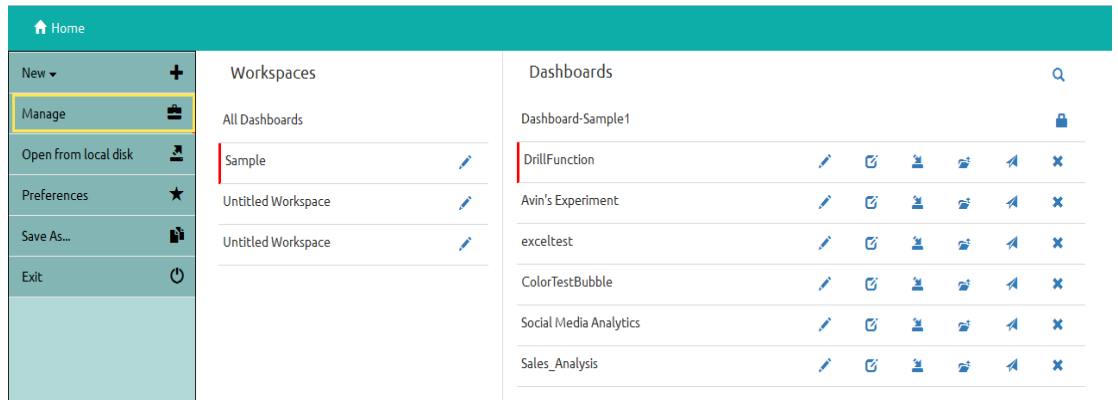 Home
New
Manage
Open from local disk
Preferences
Save As...
Exit
Workspaces
All Dashboards
Sample
Untitled Workspace
Untitled Workspace
Dashboards
Dashboard-Sample1
DrillFunction
Avin's Experiment
exceltest
ColorTestBubble
Social Media Analytics
Sales_Analysis